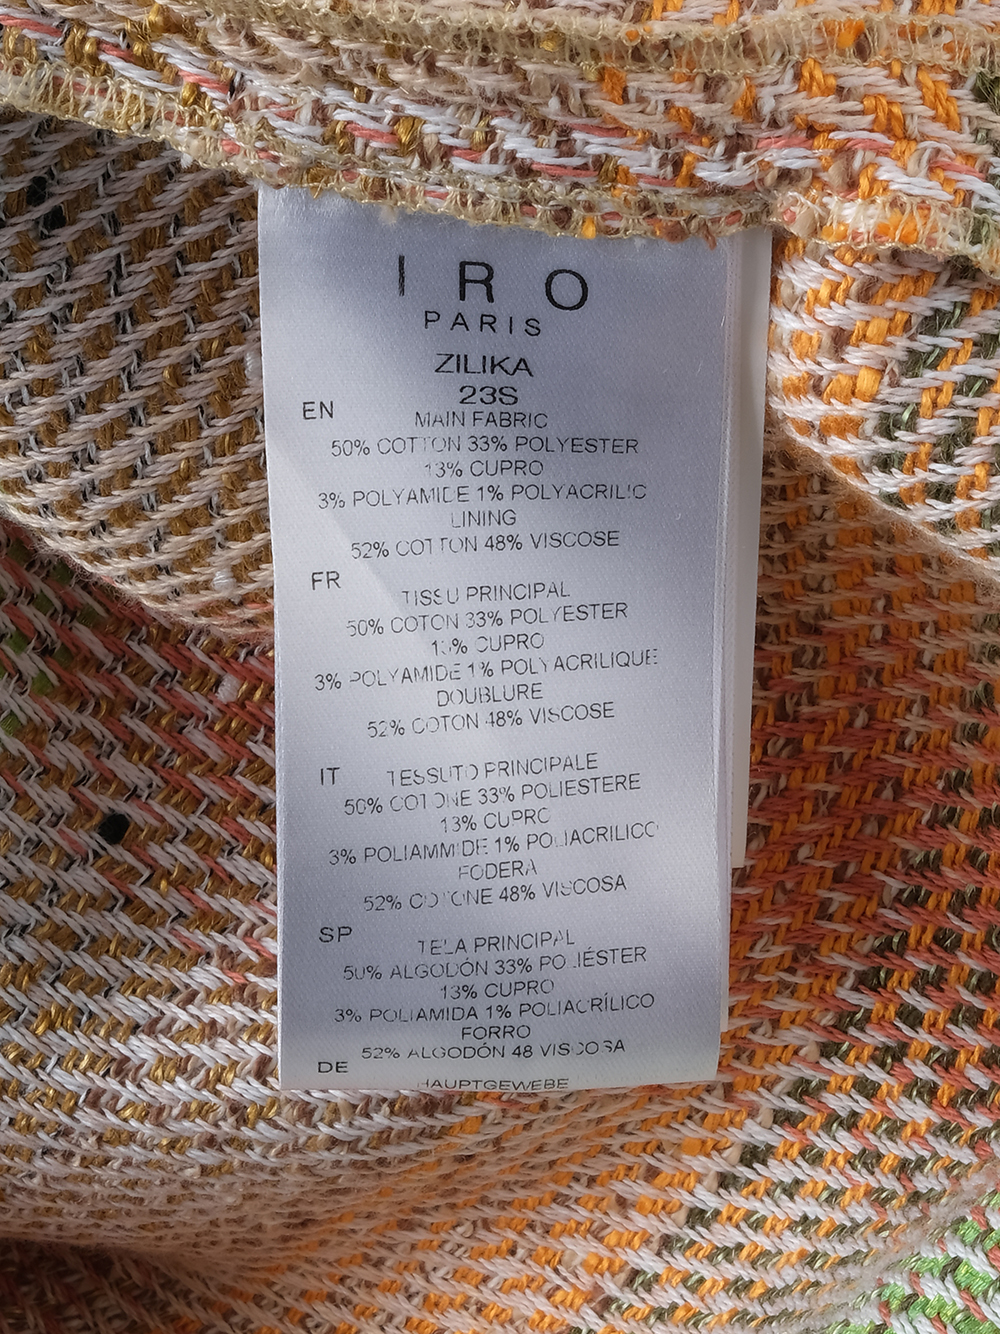 IRO
PARIS
ZILIKA
23S
EN
MAIN FABRIC
50% COTTON 33% POLYESTER
13% CUPRO
3% POLYAMIDE 1% POLYACRILIC
LINING
52% COTTON 48% VISCOSE
FR
TISSU PRINCIPAL
50% COTON 33% POLYESTER
13% CUPRO
3% POLYAMIDE 1% POLYACRILIQUE
DOUBLURE
52% COTON 48% VISCOSE
IT
TESSUTO PRINCIPALE
50% COTONE 33% POLIESTERE
13% CUPRO
3% POLIAMMIDE 1% POLIACRILICO
FODERA
52% COTONE 48% VISCOSA
SP
TELA PRINCIPAL
50% ALGODÓN 33% POLIÉSTER
13% CUPRO
3% POLIAMIDA 1% POLIACRÍLICO
FORRO
52% ALGODÓN 48 VISCOSA
DE
HAUPTGEWEBE